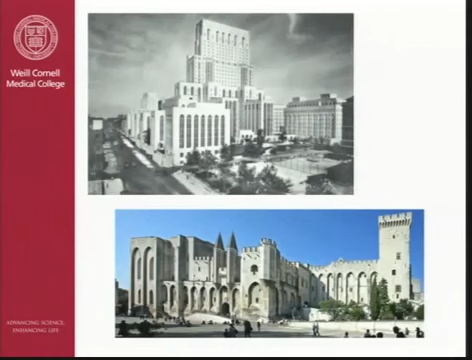 Weill Cornell
Medical College
ADVANCING SCIENCE.
ENHANCING LIFE